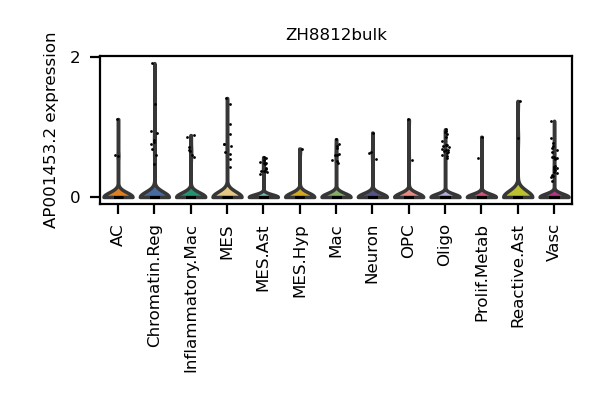 ZH8812bulk
AP001453.2 expression
2
0
AC
Chromatin.Reg
Inflammatory.Mac
MES
MES.Ast
MES.Hyp
Mac
Neuron
OPC
Oligo
Prolif.Metab
Reactive.Ast
Vasc